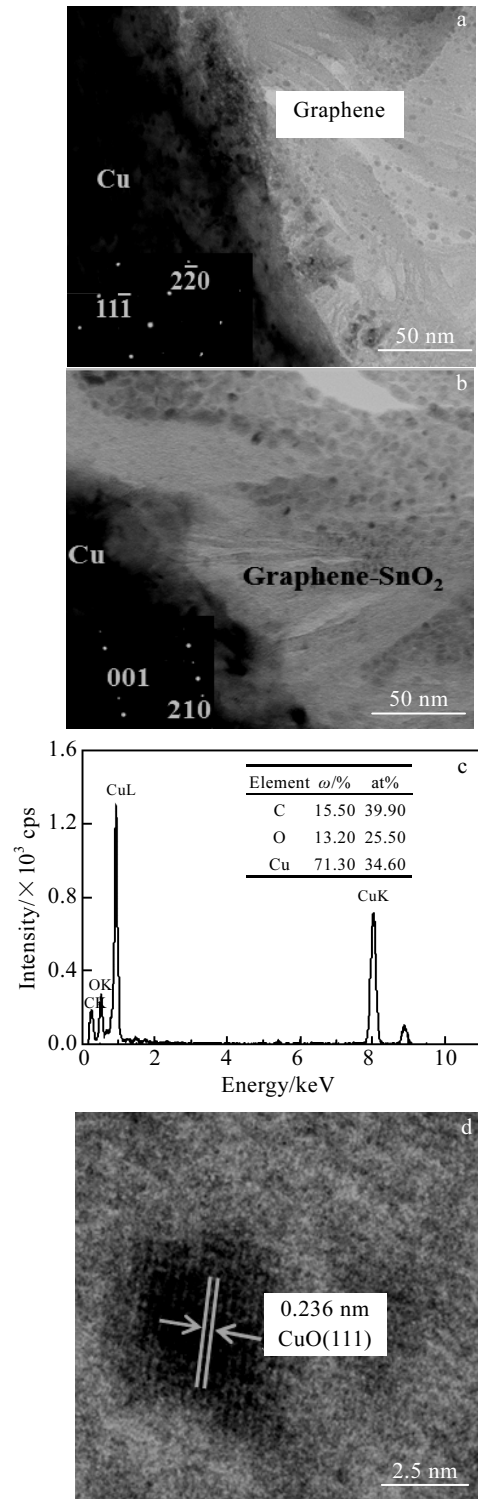 a
Graphene
Cu
22̄0
111̄
50 nm
b
Cu
Graphene-SnO₂
001
210
50 nm
c
1.6
1.2
0.8
0.4
0.0
Intensity/×10³ cps
CuL
OK
CK
CuK
Element ω/% at%
C 15.50 39.90
O 13.20 25.50
Cu 71.30 34.60
0 2 4 6 8 10
Energy/keV
d
0.236 nm
CuO(111)
2.5 nm